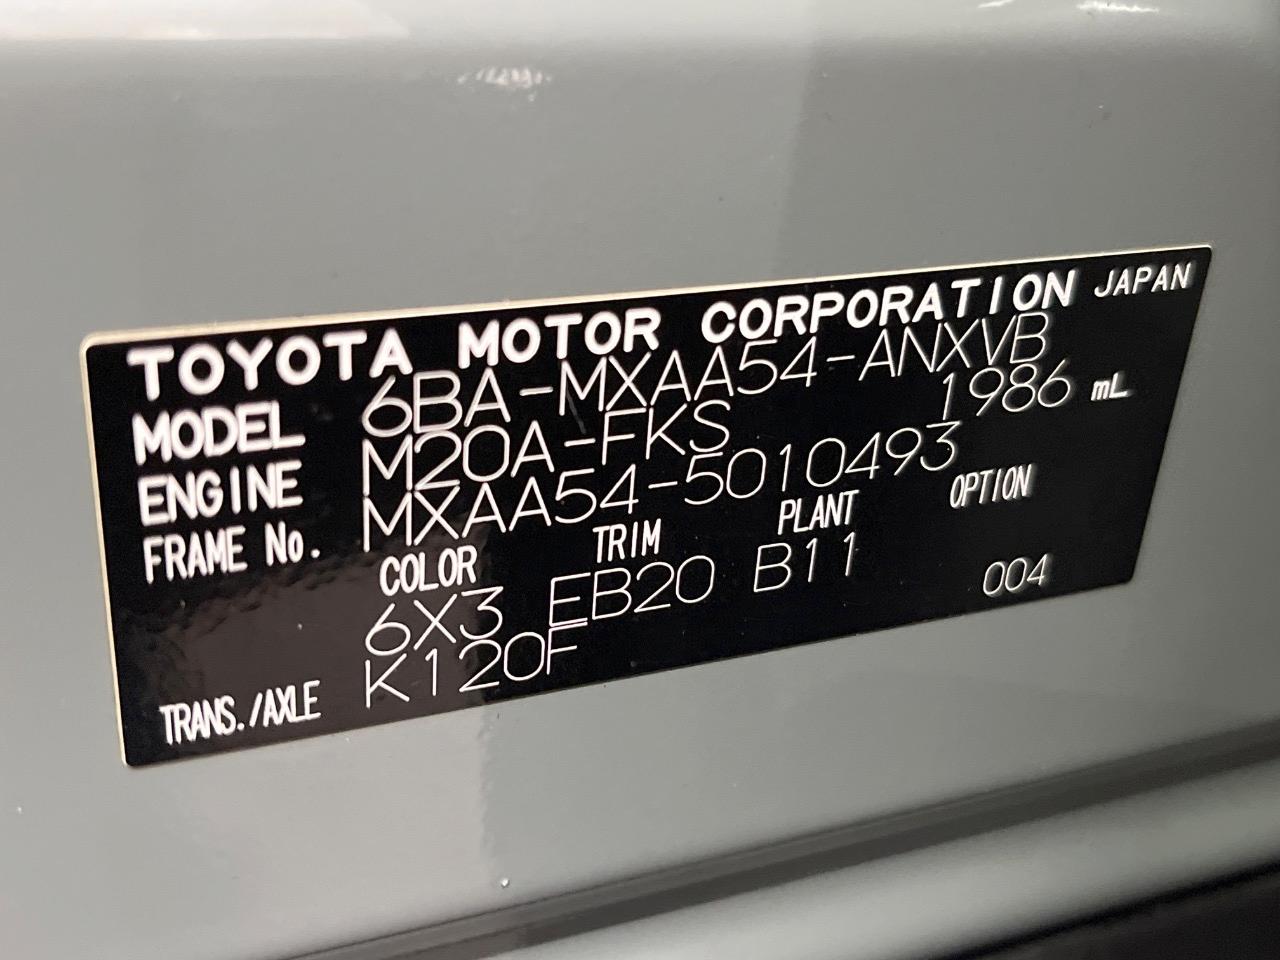 TOYOTA MOTOR CORPORATION JAPAN
MODEL 6BA-MXAA54-ANXVB
ENGINE M20A-FKS 1986 mL
FRAME No. MXAA54-5010493
COLOR TRIM PLANT OPTION
6X3 EB20 B11 004
TRANS./AXLE K120F